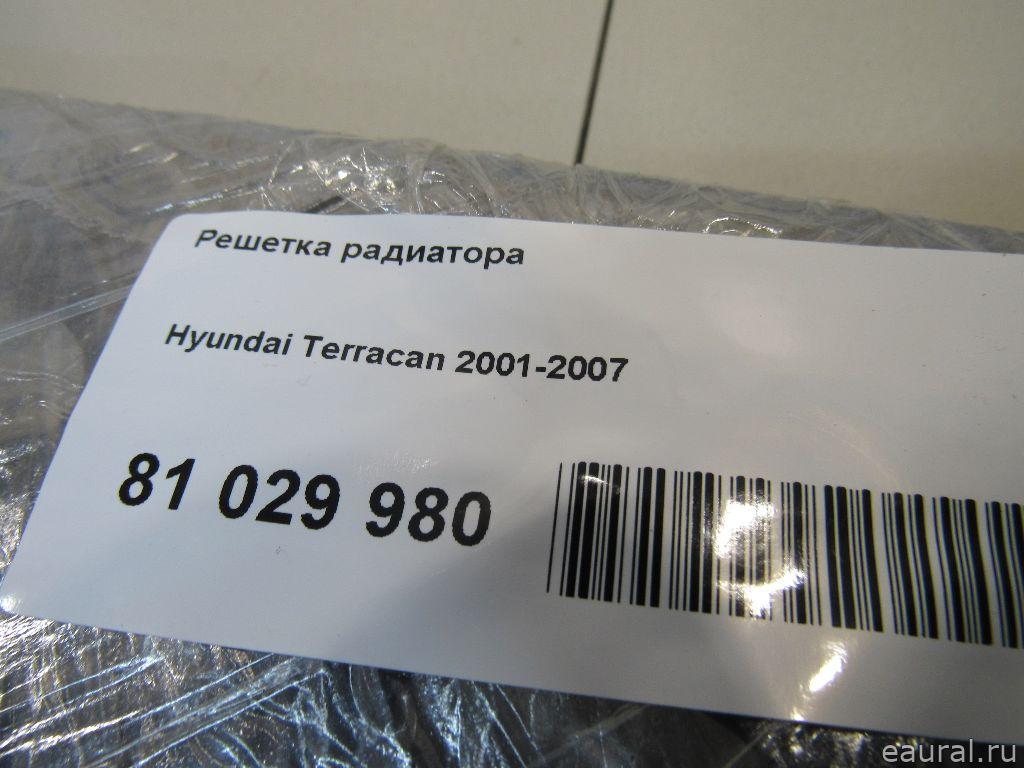 Решетка радиатора
Hyundai Terracan 2001-2007
81 029 980
eaural.ru